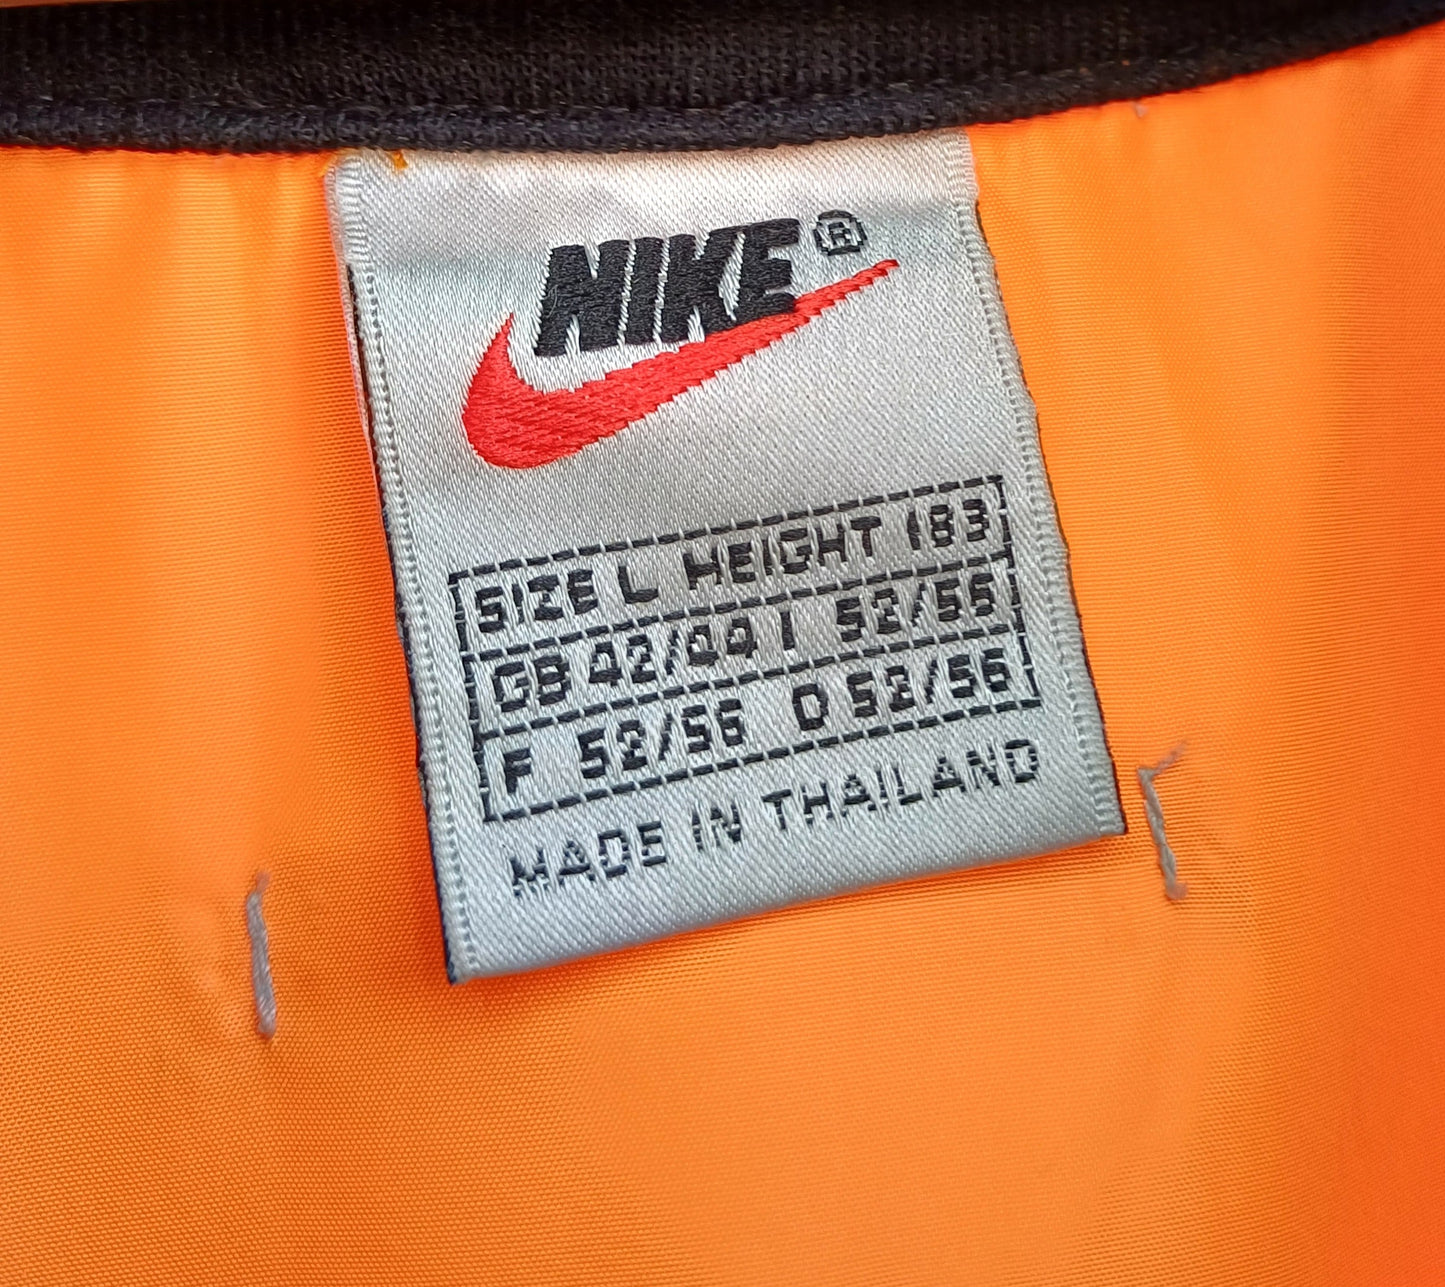 NIKE®
SIZE L HEIGHT 183
GB 42/44 I 52/56
F 52/56 D 52/56
MADE IN THAILAND